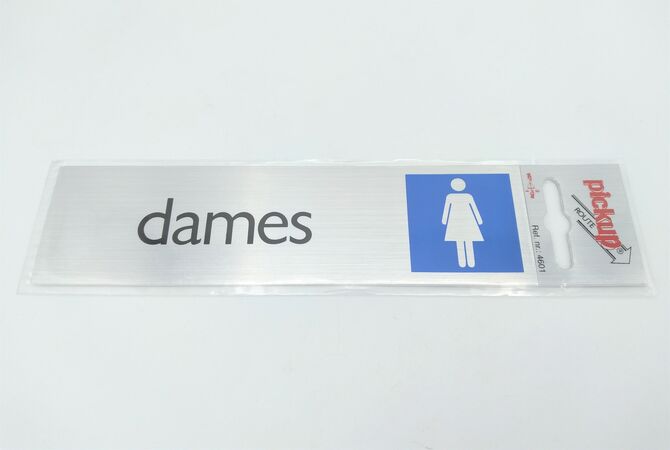 dames
pickup
ROUTE
Ref. nr. 4601